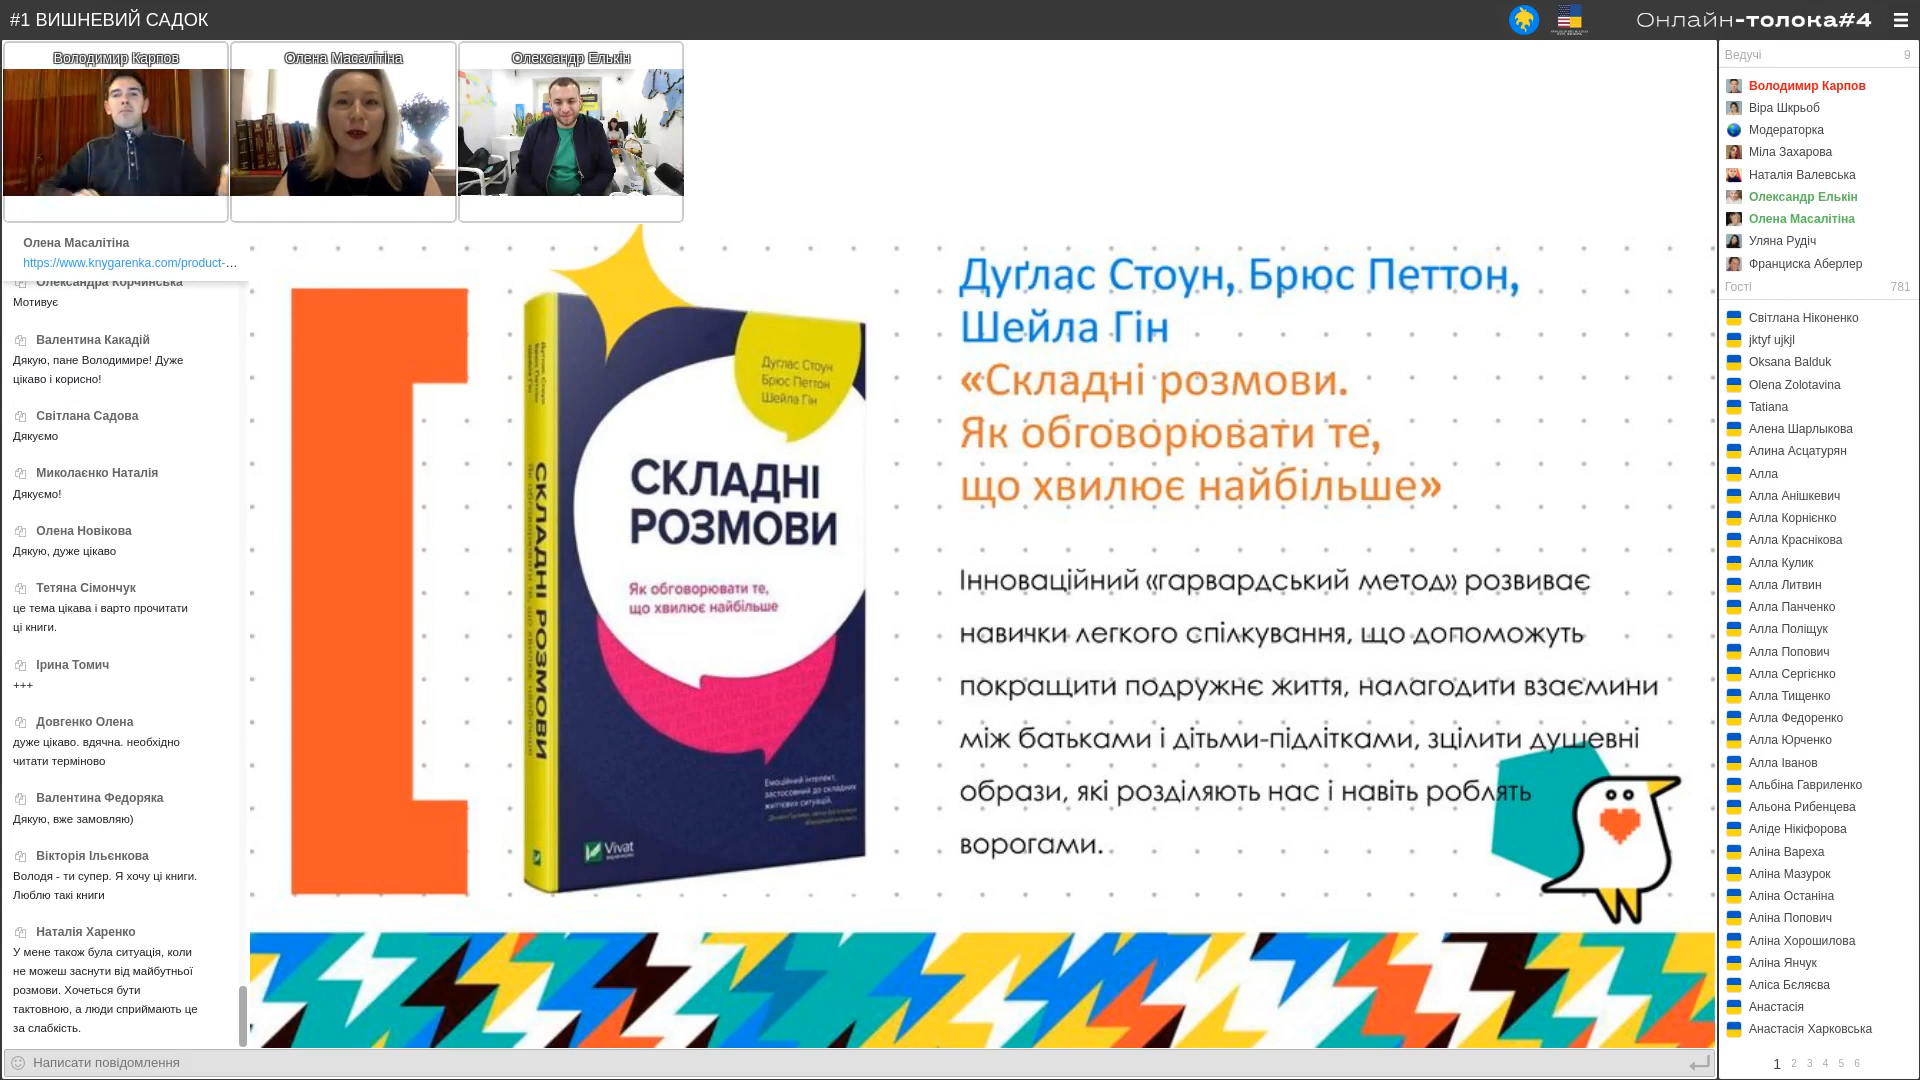 #1 ВИШНЕВИЙ САДОК
Онлайн-толока#4
Володимир Карпов
Олена Масалітіна
Олександр Елькін
Олена Масалітіна
https://www.knygarenka.com/product-...
Олександра Корчинська
Мотивує
Валентина Какадій
Дякую, пане Володимире! Дуже
цікаво і корисно!
Світлана Садова
Дякуємо
Миколаєнко Наталія
Дякуємо!
Олена Новікова
Дякую, дуже цікаво
Тетяна Сімончук
це тема цікава і варто прочитати
ці книги.
Ірина Томич
+++
Довгенко Олена
дуже цікаво. вдячна. необхідно
читати терміново
Валентина Федоряка
Дякую, вже замовляю)
Вікторія Ільєнкова
Володя - ти супер. Я хочу ці книги.
Люблю такі книги
Наталія Харенко
У мене також була ситуація, коли
не можеш заснути від майбутньої
розмови. Хочеться бути
тактовною, а люди сприймають це
за слабкість.
Написати повідомлення
СКЛАДНІ РОЗМОВИ
Дуглас Стоун
Брюс Петтон
Шейла Гін
СКЛАДНІ
РОЗМОВИ
Як обговорювати те,
що хвилює найбільше
Емоційний інтелект,
застосовний до складних
життєвих ситуацій.
Vivat
Дуґлас Стоун, Брюс Петтон,
Шейла Гін
«Складні розмови.
Як обговорювати те,
що хвилює найбільше»
Інноваційний «гарвардський метод» розвиває
навички легкого спілкування, що допоможуть
покращити подружнє життя, налагодити взаємини
між батьками і дітьми-підлітками, зцілити душевні
образи, які розділяють нас і навіть роблять
ворогами.
Ведучі 9
Володимир Карпов
Віра Шкрьоб
Модераторка
Міла Захарова
Наталія Валевська
Олександр Елькін
Олена Масалітіна
Уляна Рудіч
Франциска Аберлер
Гості 781
Світлана Ніконенко
jktyf ujkjl
Oksana Balduk
Olena Zolotavina
Tatiana
Алена Шарлыкова
Алина Асцатурян
Алла
Алла Анішкевич
Алла Корнієнко
Алла Краснікова
Алла Кулик
Алла Литвин
Алла Панченко
Алла Поліщук
Алла Попович
Алла Сергієнко
Алла Тищенко
Алла Федоренко
Алла Юрченко
Алла Іванов
Альбіна Гавриленко
Альона Рибенцева
Аліде Нікіфорова
Аліна Вареха
Аліна Мазурок
Аліна Останіна
Аліна Попович
Аліна Хорошилова
Аліна Янчук
Аліса Бєляєва
Анастасія
Анастасія Харковська
1 2 3 4 5 6